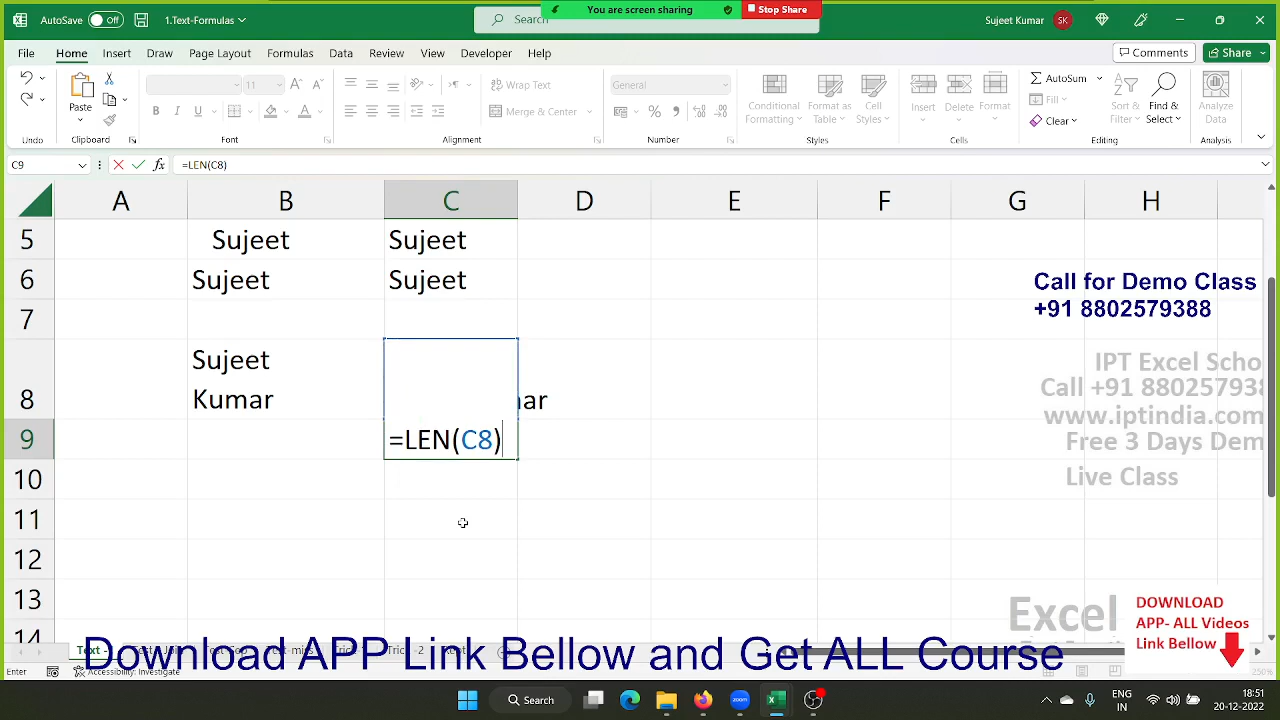 1.Text-Formulas
Search
You are screen sharing
Stop Share
Sujeet Kumar
SK
AutoSave
Off
File
Home
Insert
Draw
Page Layout
Formulas
Data
Review
View
Developer
Help
Comments
Share
Paste
11
Wrap Text
Merge & Center
General
Conditional
Formatting
Format as
Table
Cell
Styles
Insert
Delete
Format
AutoSum
Fill
Clear
Sort &
Filter
Find &
Select
Analyze
Data
Undo
Clipboard
Font
Alignment
Number
Styles
Cells
Editing
Analysis
C9
=LEN(C8)
A
B
C
D
E
F
G
H
5
Sujeet
Sujeet
6
Sujeet
Sujeet
Call for Demo Class
+91 8802579388
7
8
Sujeet
Kumar
9
=LEN(C8)
10
11
12
13
14
IPT Excel Scho
Call +91 880257938
www.iptindia.com
Free 3 Days Dem
Live Class
Excel
DOWNLOAD
APP- ALL Videos
Link Bellow
Download APP Link Bellow and Get ALL Course
Enter
Accessibility: Investigate
250%
Search
ENG
IN
18:51
20-12-2022